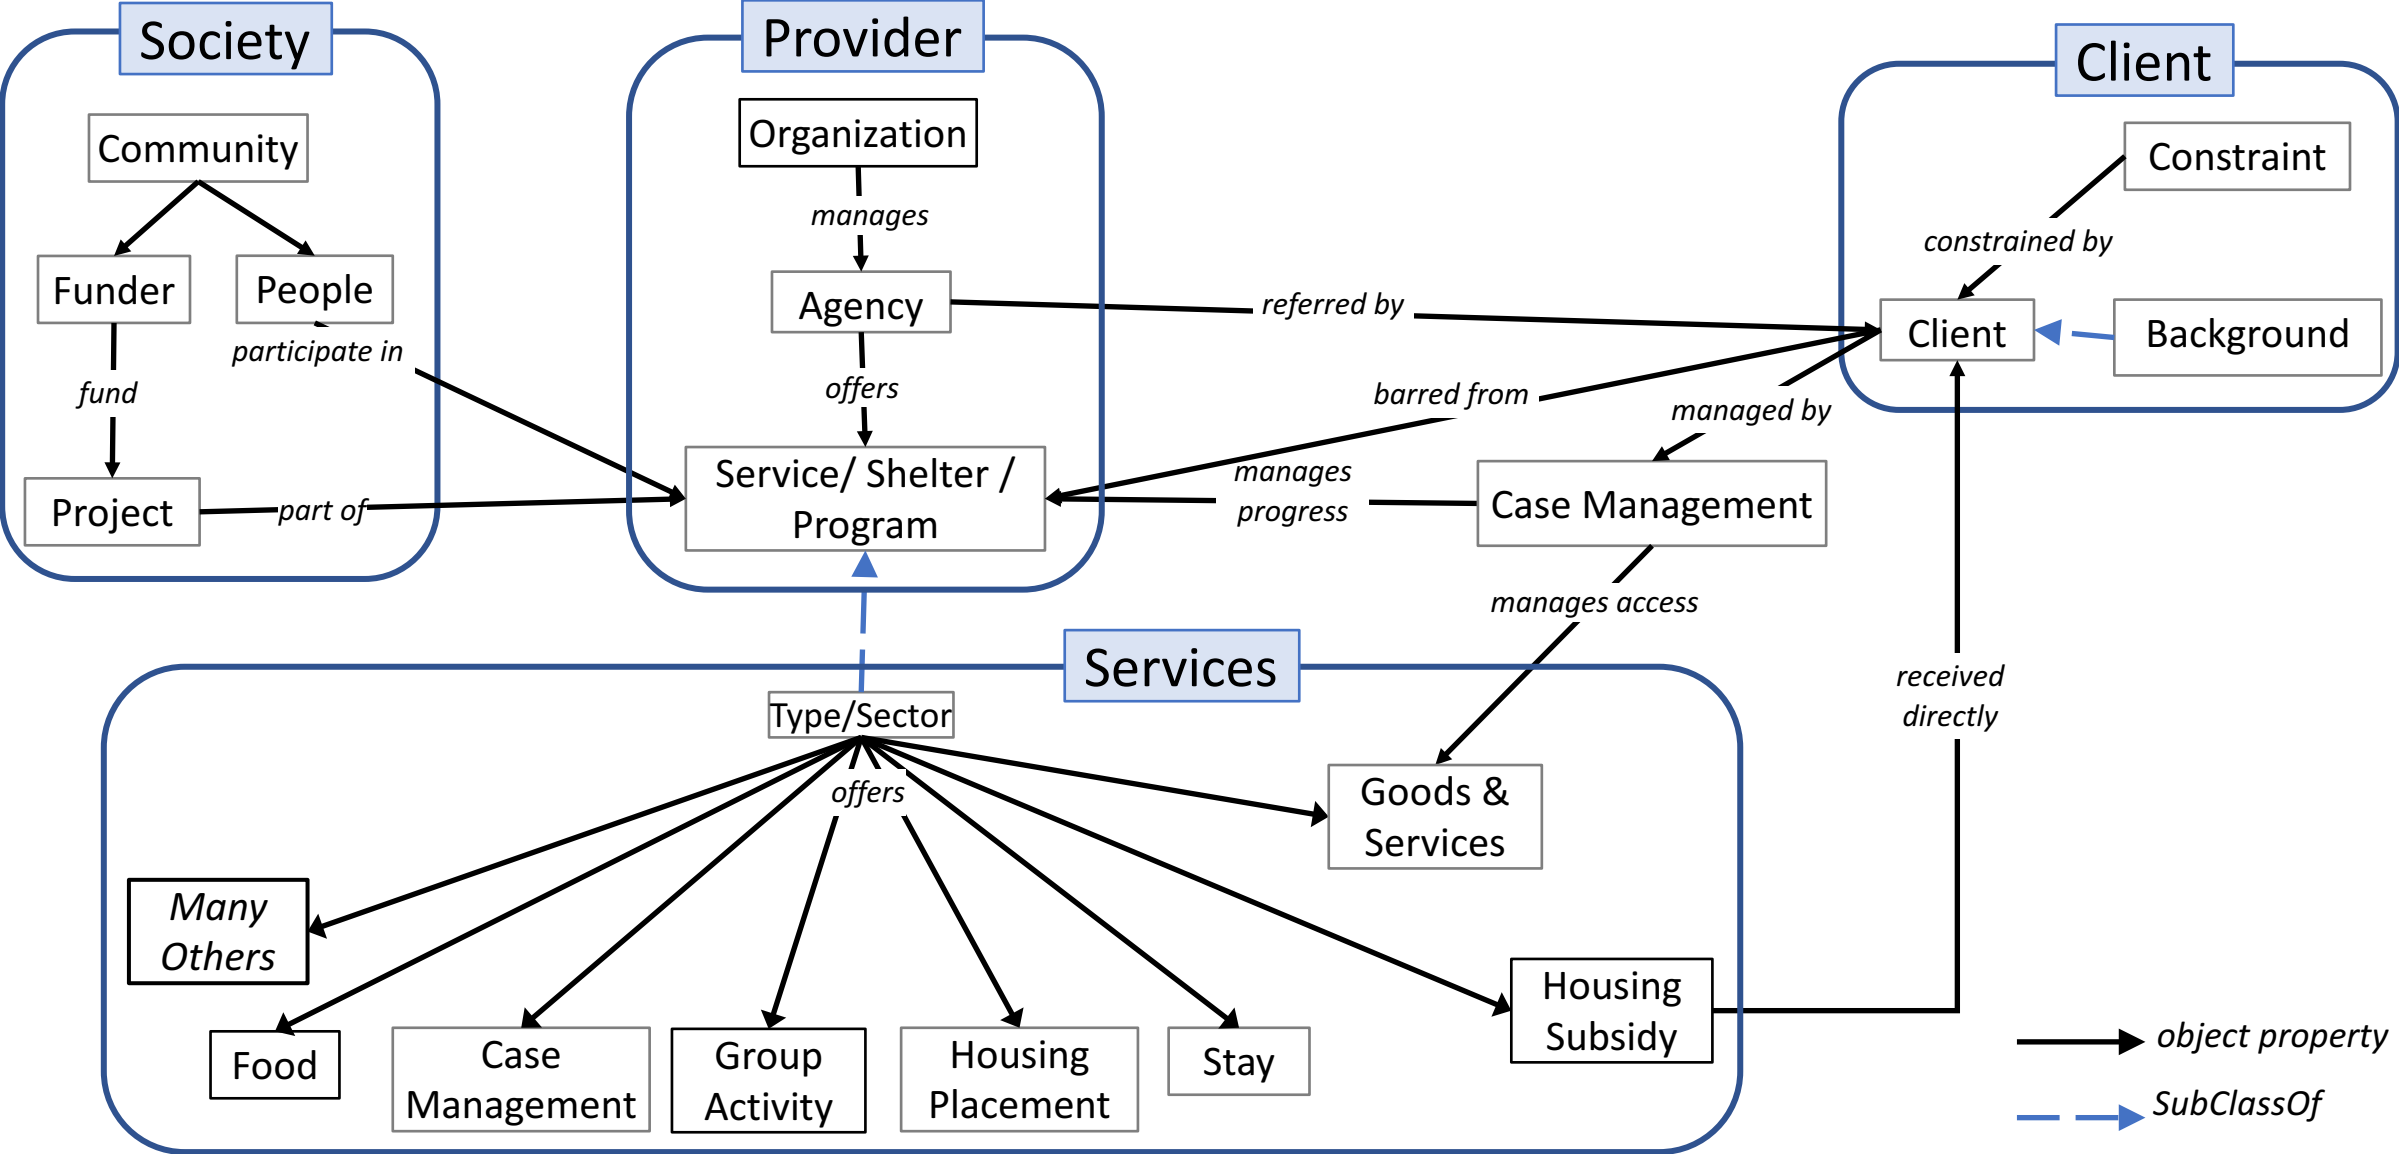 Society
Community
Funder
People
participate in
fund
Project
part of
Provider
Organization
manages
Agency
offers
Service/ Shelter /
Program
referred by
barred from
managed by
manages
progress
Case Management
manages access
Client
Constraint
constrained by
Client
Background
received
directly
Services
Type/Sector
offers
Goods &
Services
Many
Others
Food
Case
Management
Group
Activity
Housing
Placement
Stay
Housing
Subsidy
object property
SubClassOf